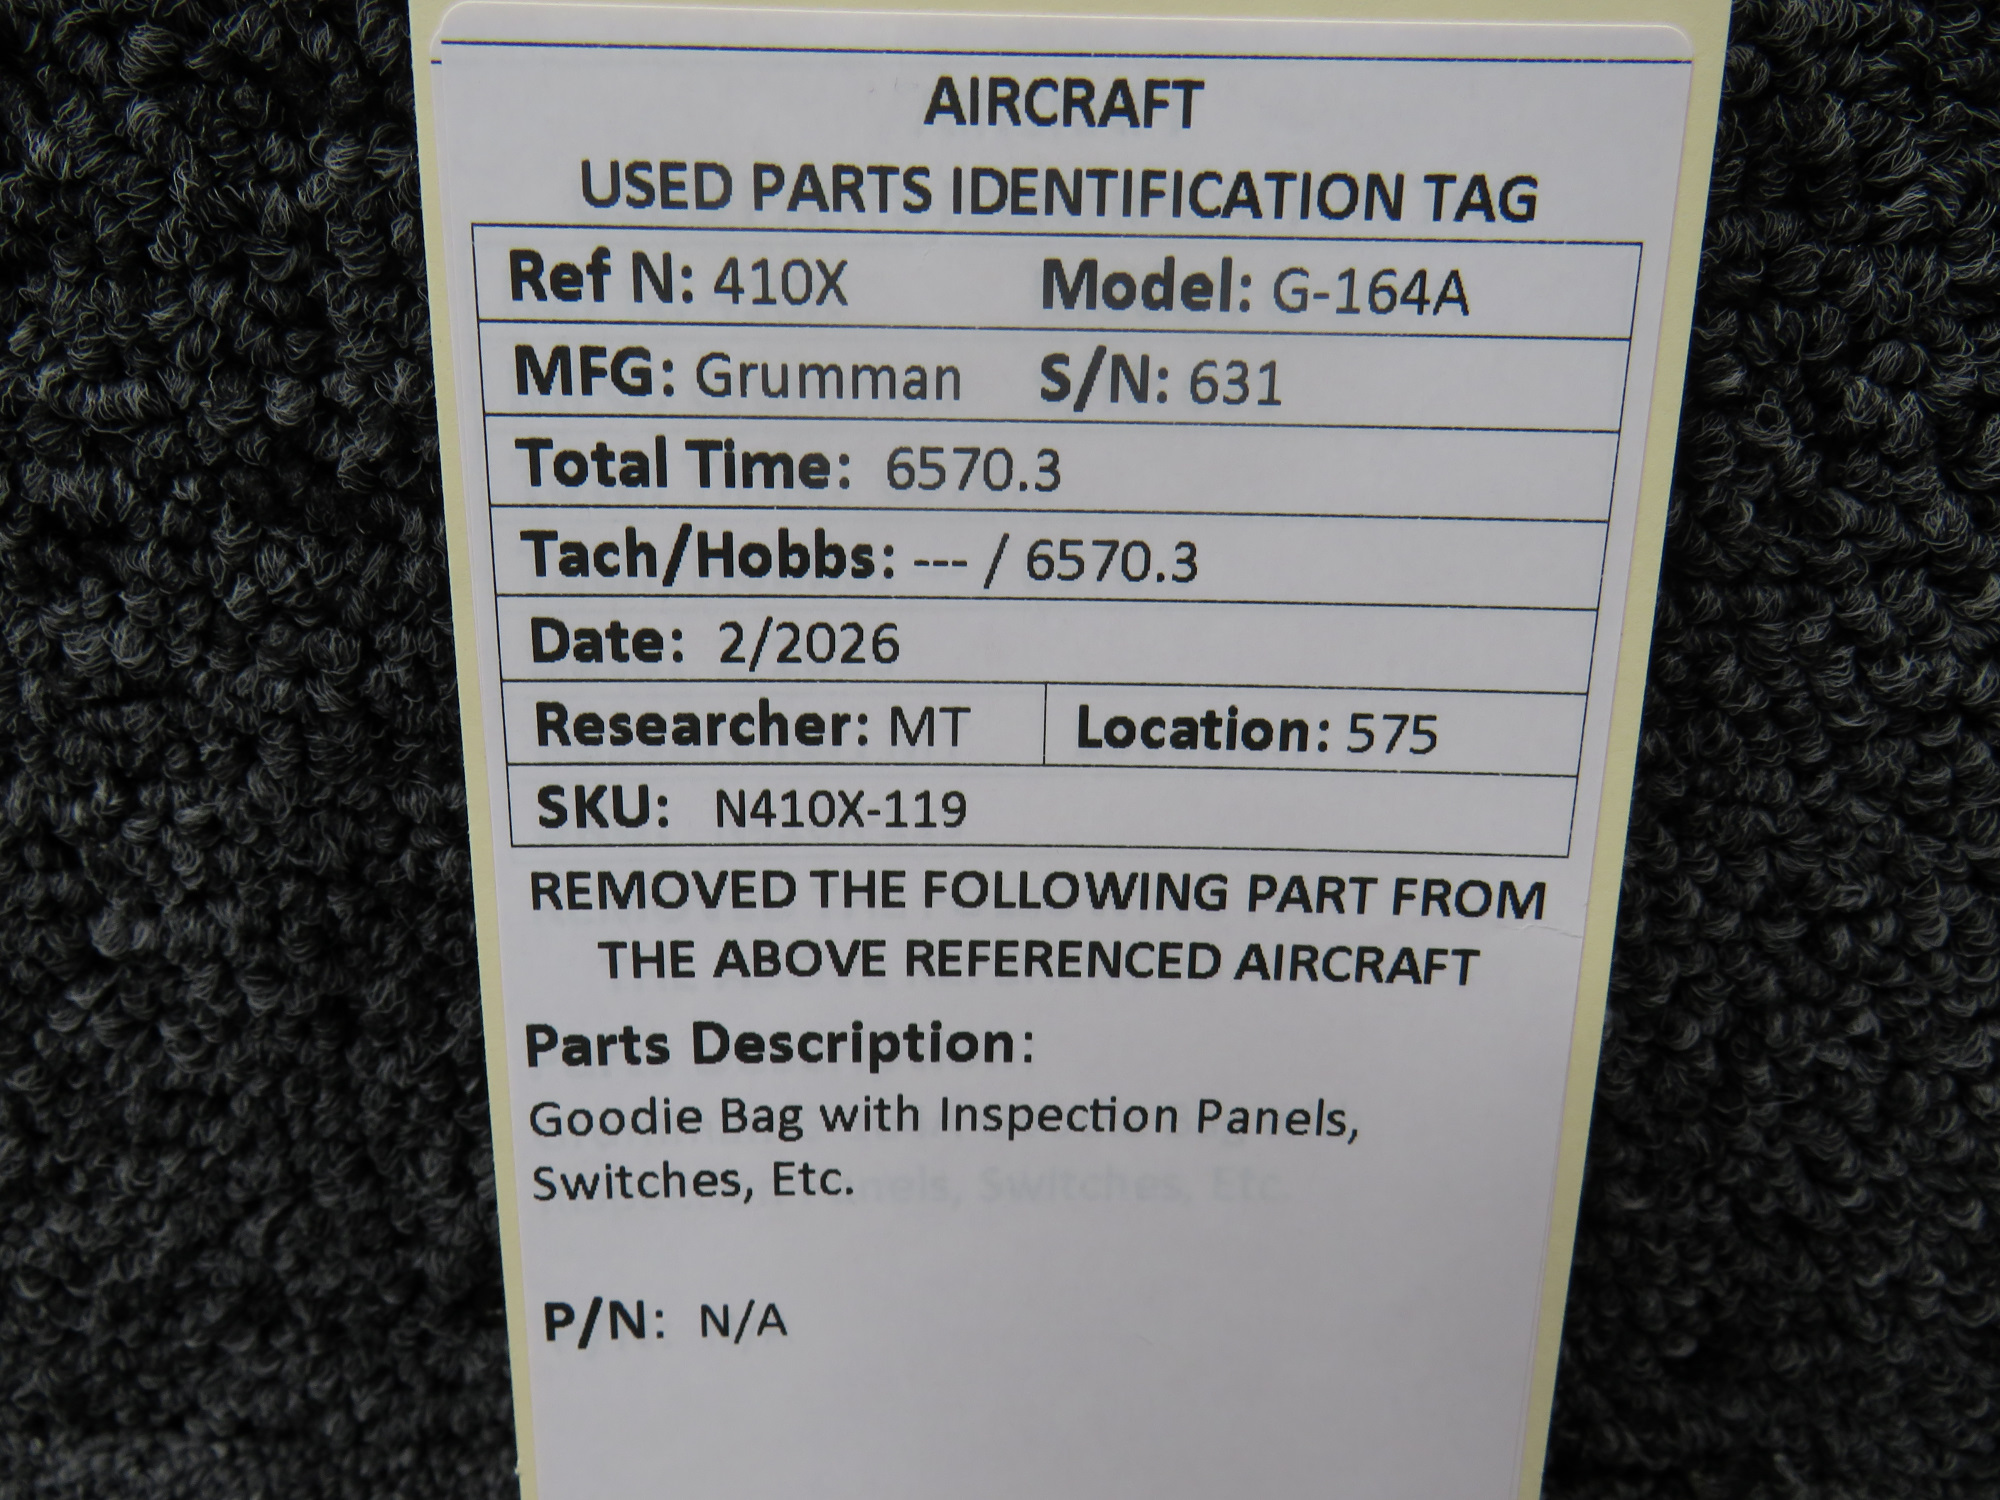 AIRCRAFT
USED PARTS IDENTIFICATION TAG
Ref N: 410X Model: G-164A
MFG: Grumman S/N: 631
Total Time: 6570.3
Tach/Hobbs: --- / 6570.3
Date: 2/2026
Researcher: MT Location: 575
SKU: N410X-119
REMOVED THE FOLLOWING PART FROM
THE ABOVE REFERENCED AIRCRAFT
Parts Description:
Goodie Bag with Inspection Panels,
Switches, Etc.
P/N: N/A